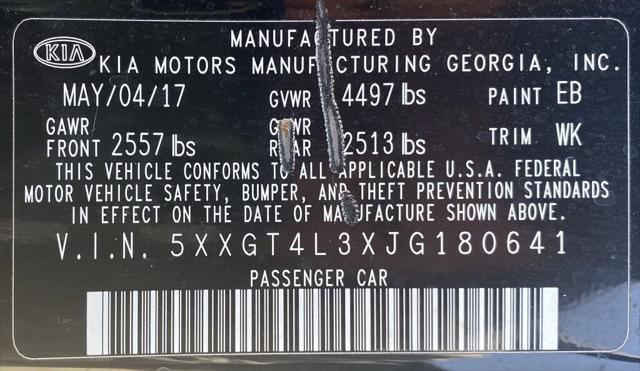 MANUFACTURED BY
KIA KIA MOTORS MANUFACTURING GEORGIA, INC.
MAY/04/17 GVWR 4497 lbs PAINT EB
GAWR FRONT 2557 lbs GAWR REAR 2513 lbs TRIM WK
THIS VEHICLE CONFORMS TO ALL APPLICABLE U.S.A. FEDERAL
MOTOR VEHICLE SAFETY, BUMPER, AND THEFT PREVENTION STANDARDS
IN EFFECT ON THE DATE OF MANUFACTURE SHOWN ABOVE.
V.I.N. 5XXGT4L3XJG180641
PASSENGER CAR